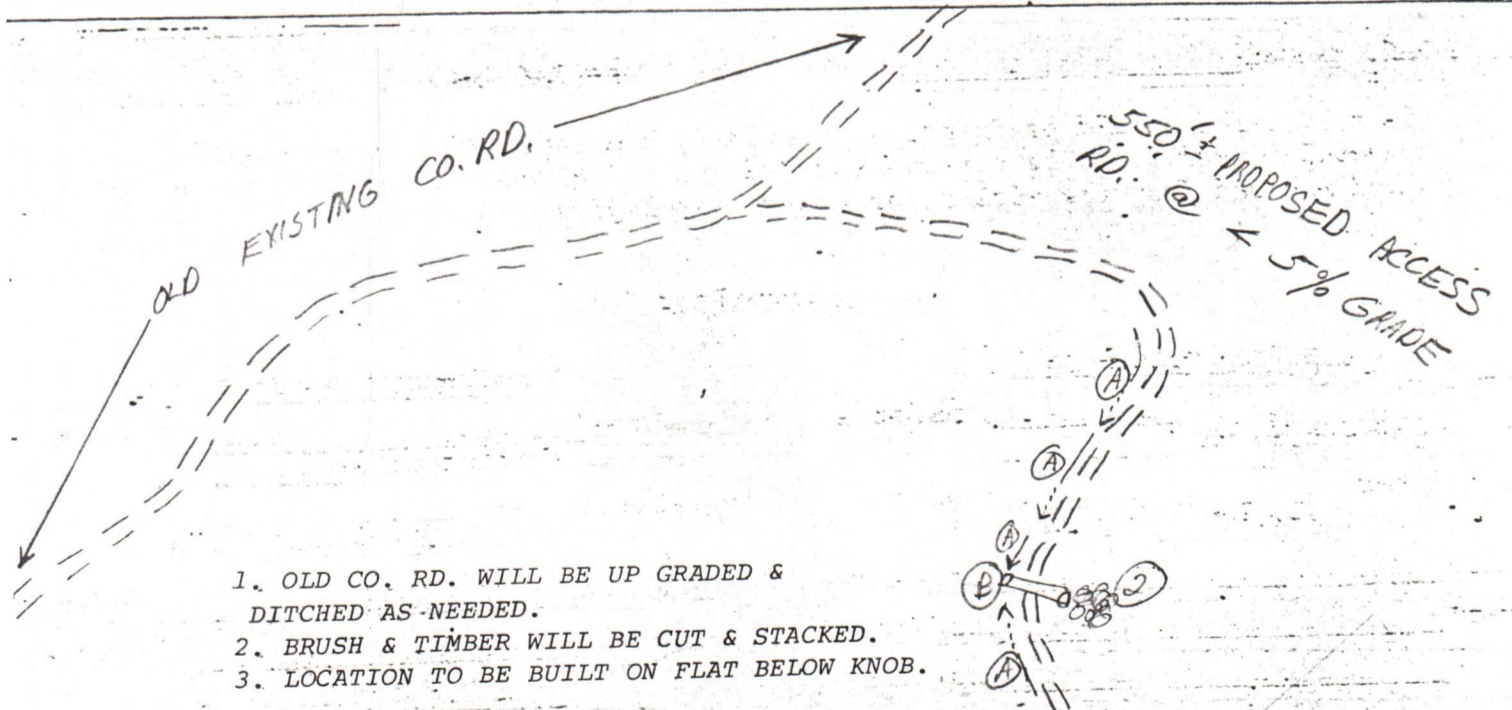 OLD EXISTING CO. RD.
550'± PROPOSED ACCESS
RD. @ < 5% GRADE
A
A
A
B
2
A
1. OLD CO. RD. WILL BE UP GRADED &
DITCHED AS NEEDED.
2. BRUSH & TIMBER WILL BE CUT & STACKED.
3. LOCATION TO BE BUILT ON FLAT BELOW KNOB.